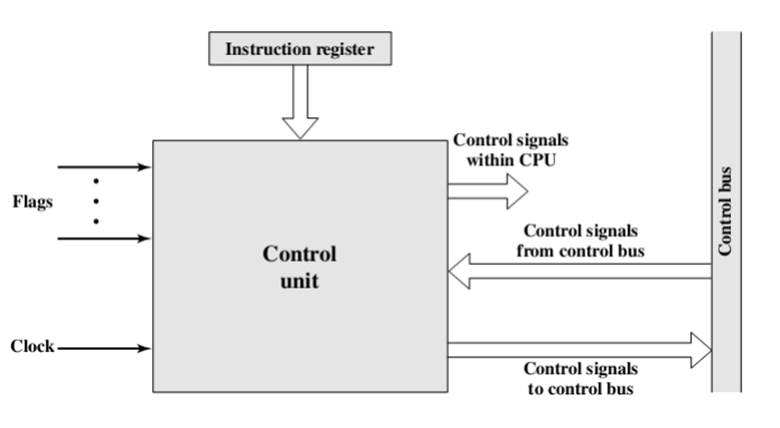 Instruction register
Control signals
within CPU
Flags
Control signals
from control bus
Control bus
Control
unit
Clock
Control signals
to control bus